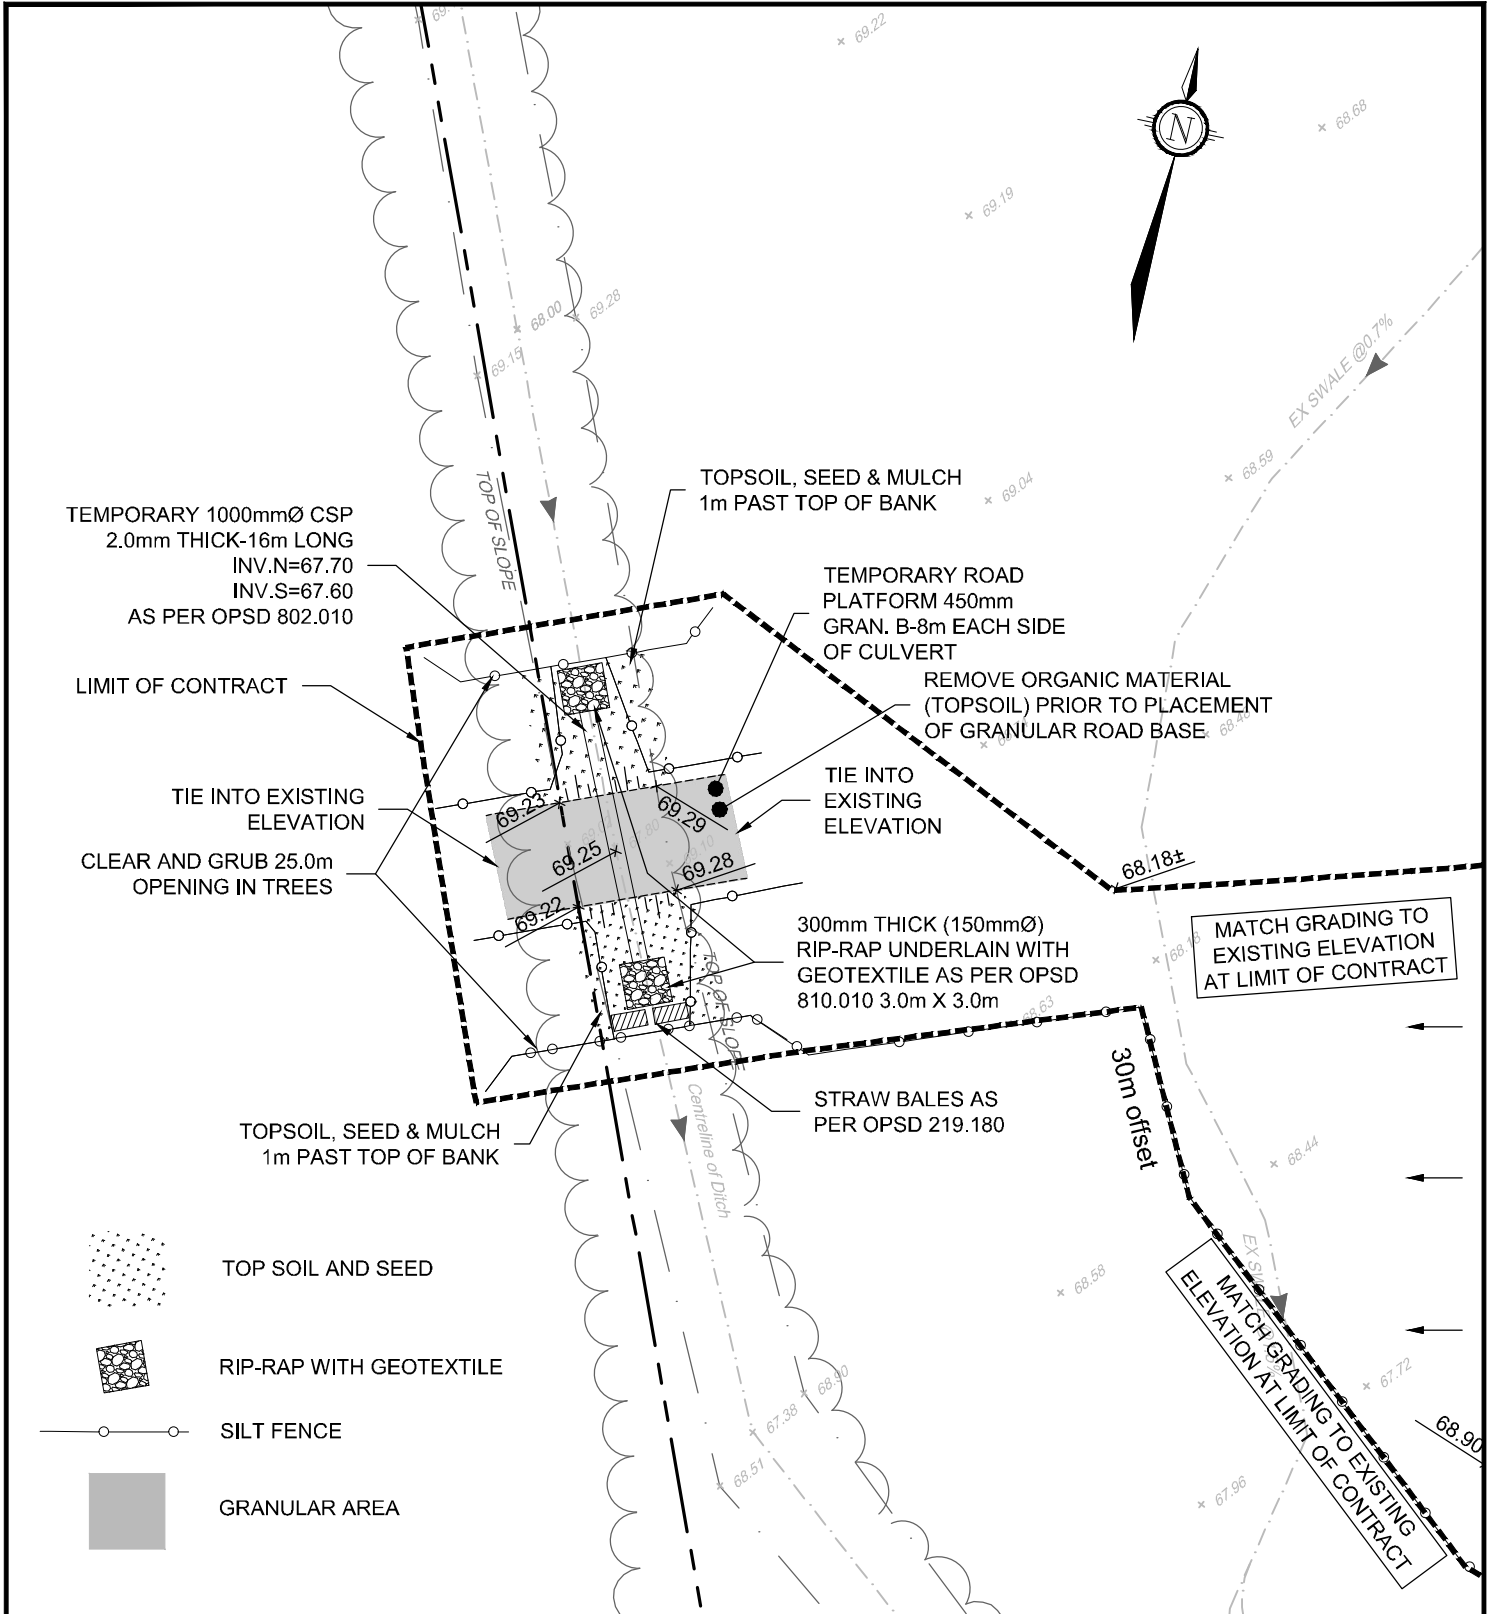 69.22
68.68
N
69.19
69.28
68.00
69.15
EX SWALE @0.7%
68.59
69.04
TOP OF SLOPE
TOPSOIL, SEED & MULCH
1m PAST TOP OF BANK
TEMPORARY 1000mmØ CSP
2.0mm THICK-16m LONG
INV.N=67.70
INV.S=67.60
AS PER OPSD 802.010
TEMPORARY ROAD
PLATFORM 450mm
GRAN. B-8m EACH SIDE
OF CULVERT
LIMIT OF CONTRACT
REMOVE ORGANIC MATERIAL
(TOPSOIL) PRIOR TO PLACEMENT
OF GRANULAR ROAD BASE
TIE INTO EXISTING
ELEVATION
TIE INTO
EXISTING
ELEVATION
69.23
69.29
69.25
69.10
69.28
69.22
CLEAR AND GRUB 25.0m
OPENING IN TREES
68.18±
MATCH GRADING TO
EXISTING ELEVATION
AT LIMIT OF CONTRACT
68.18
300mm THICK (150mmØ)
RIP-RAP UNDERLAIN WITH
GEOTEXTILE AS PER OPSD
810.010 3.0m X 3.0m
68.63
TOP OF SLOPE
30m offset
STRAW BALES AS
PER OPSD 219.180
Centreline of Ditch
TOPSOIL, SEED & MULCH
1m PAST TOP OF BANK
68.44
68.58
TOP SOIL AND SEED
RIP-RAP WITH GEOTEXTILE
SILT FENCE
GRANULAR AREA
MATCH GRADING TO EXISTING
ELEVATION AT LIMIT OF CONTRACT
67.72
68.90
68.90
67.38
68.51
67.96